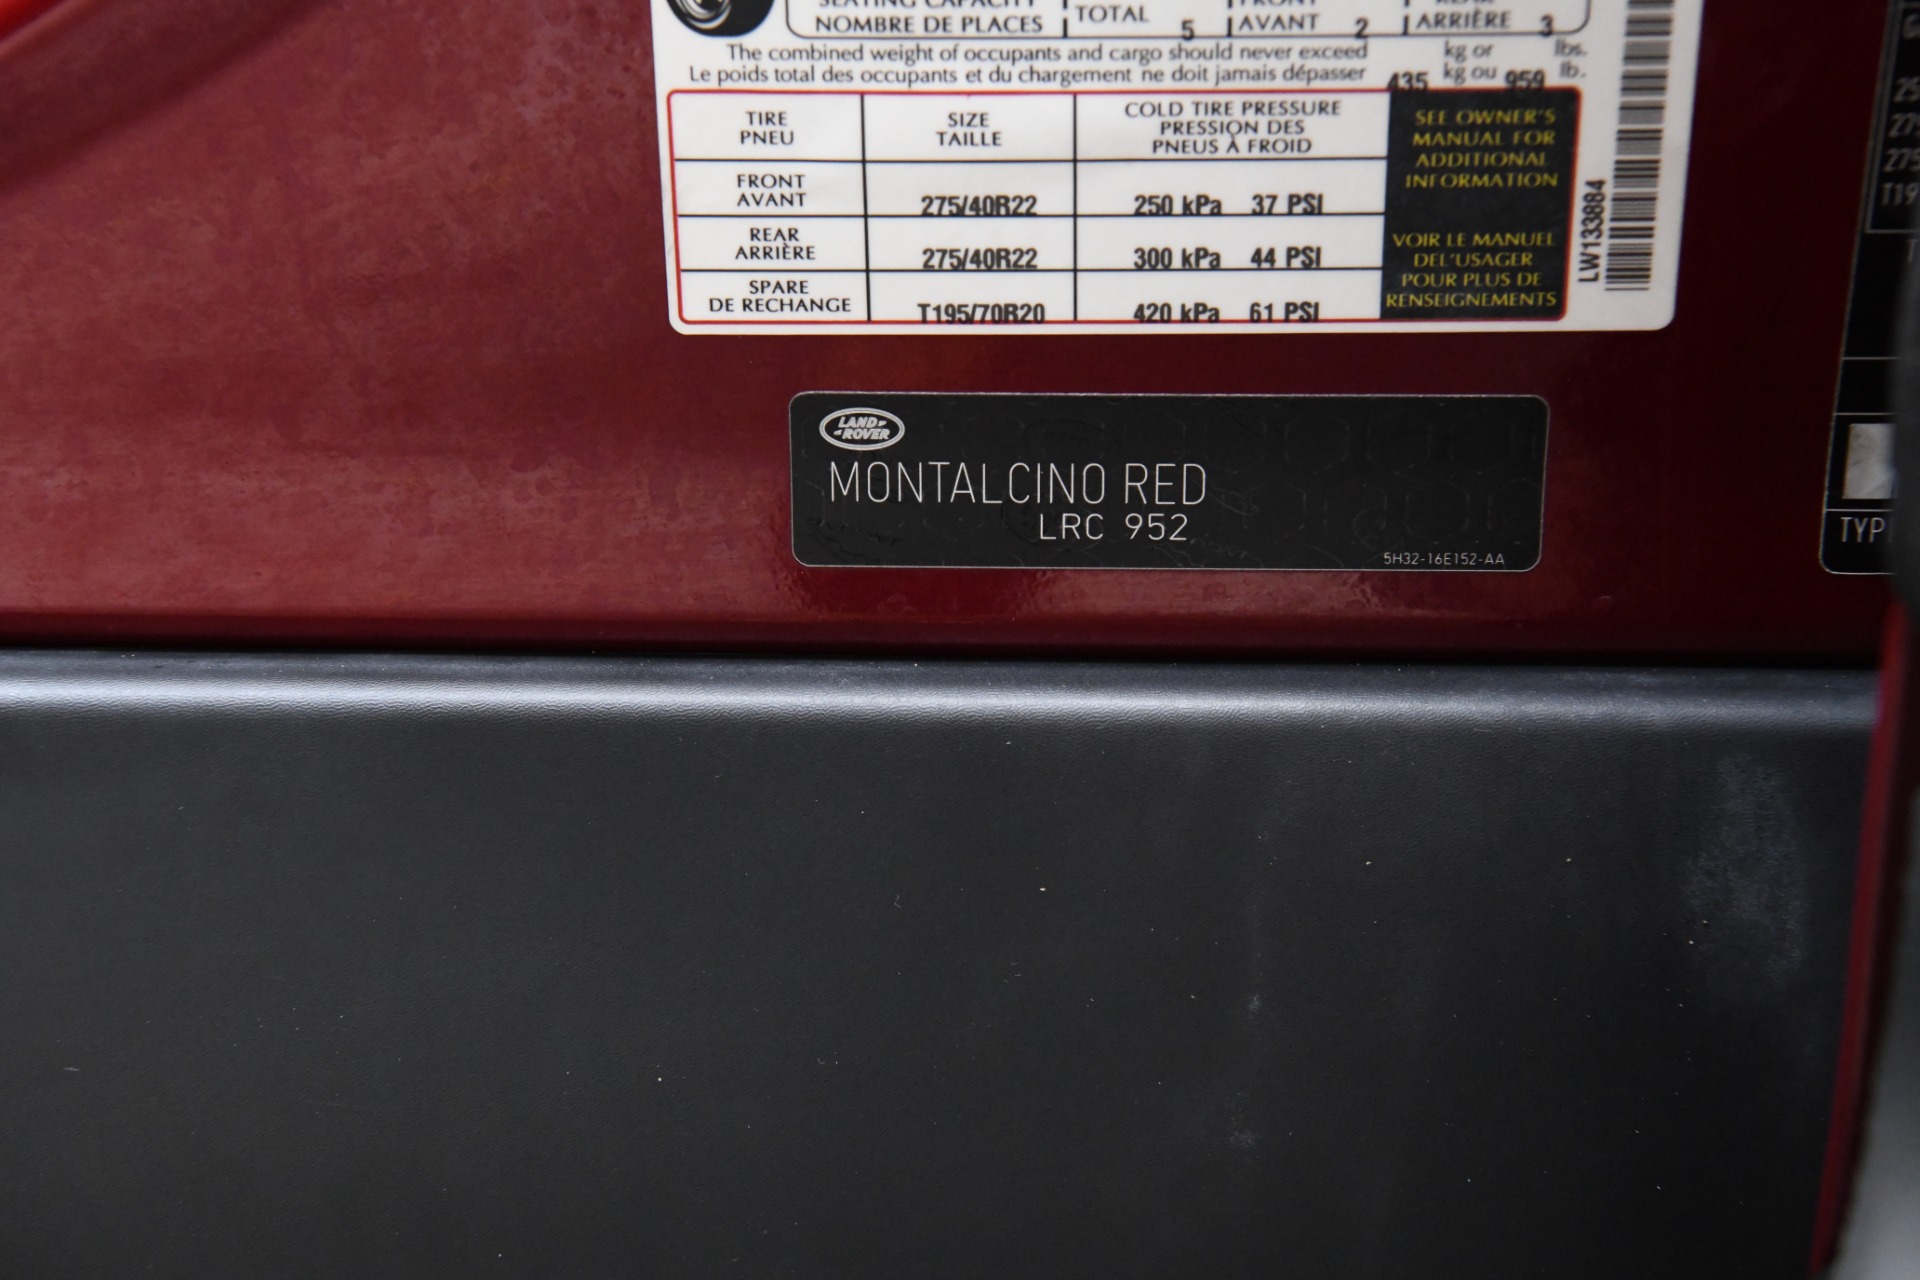 SEATING CAPACITY
NOMBRE DE PLACES TOTAL 5 AVANT 2 ARRIÈRE 3
The combined weight of occupants and cargo should never exceed kg or lbs.
Le poids total des occupants et du chargement ne doit jamais dépasser 435 kg ou 959 lb.
TIRE SIZE COLD TIRE PRESSURE
PNEU TAILLE PRESSION DES
PNEUS À FROID
FRONT
AVANT 275/40R22 250 kPa 37 PSI
REAR
ARRIÈRE 275/40R22 300 kPa 44 PSI
SPARE
DE RECHANGE T195/70R20 420 kPa 61 PSI
SEE OWNER'S
MANUAL FOR
ADDITIONAL
INFORMATION
VOIR LE MANUEL
DEL'USAGER
POUR PLUS DE
RENSEIGNEMENTS
LW133884
LAND
ROVER
MONTALCINO RED
LRC 952
5H32-16E152-AA
TYP